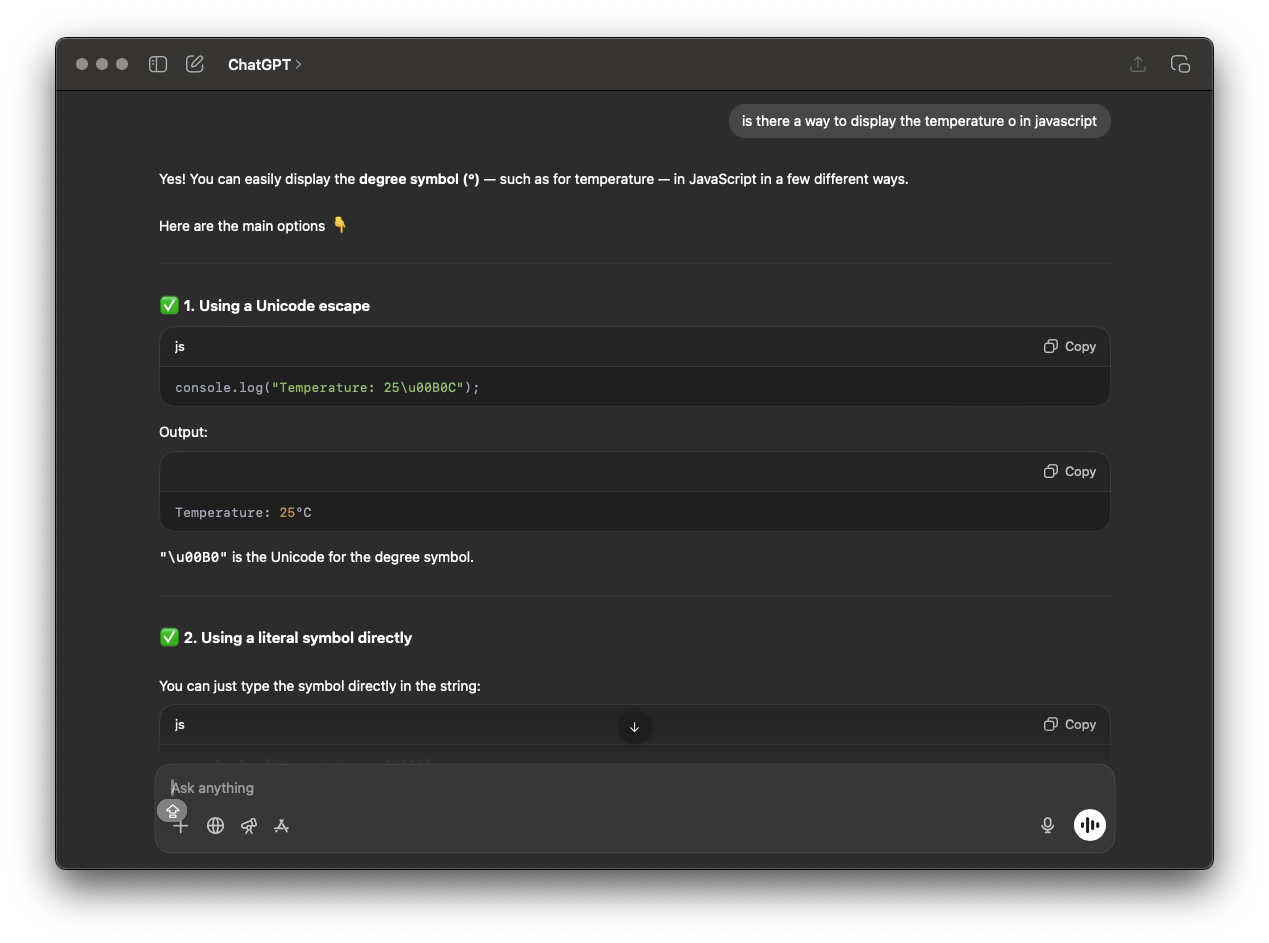 ChatGPT >
is there a way to display the temperature o in javascript
Yes! You can easily display the degree symbol (°) — such as for temperature — in JavaScript in a few different ways.
Here are the main options 👇
✅ 1. Using a Unicode escape
js
Copy
console.log("Temperature: 25\u00B0C");
Output:
Copy
Temperature: 25°C
"\u00B0" is the Unicode for the degree symbol.
✅ 2. Using a literal symbol directly
You can just type the symbol directly in the string:
js
Copy
Ask anything